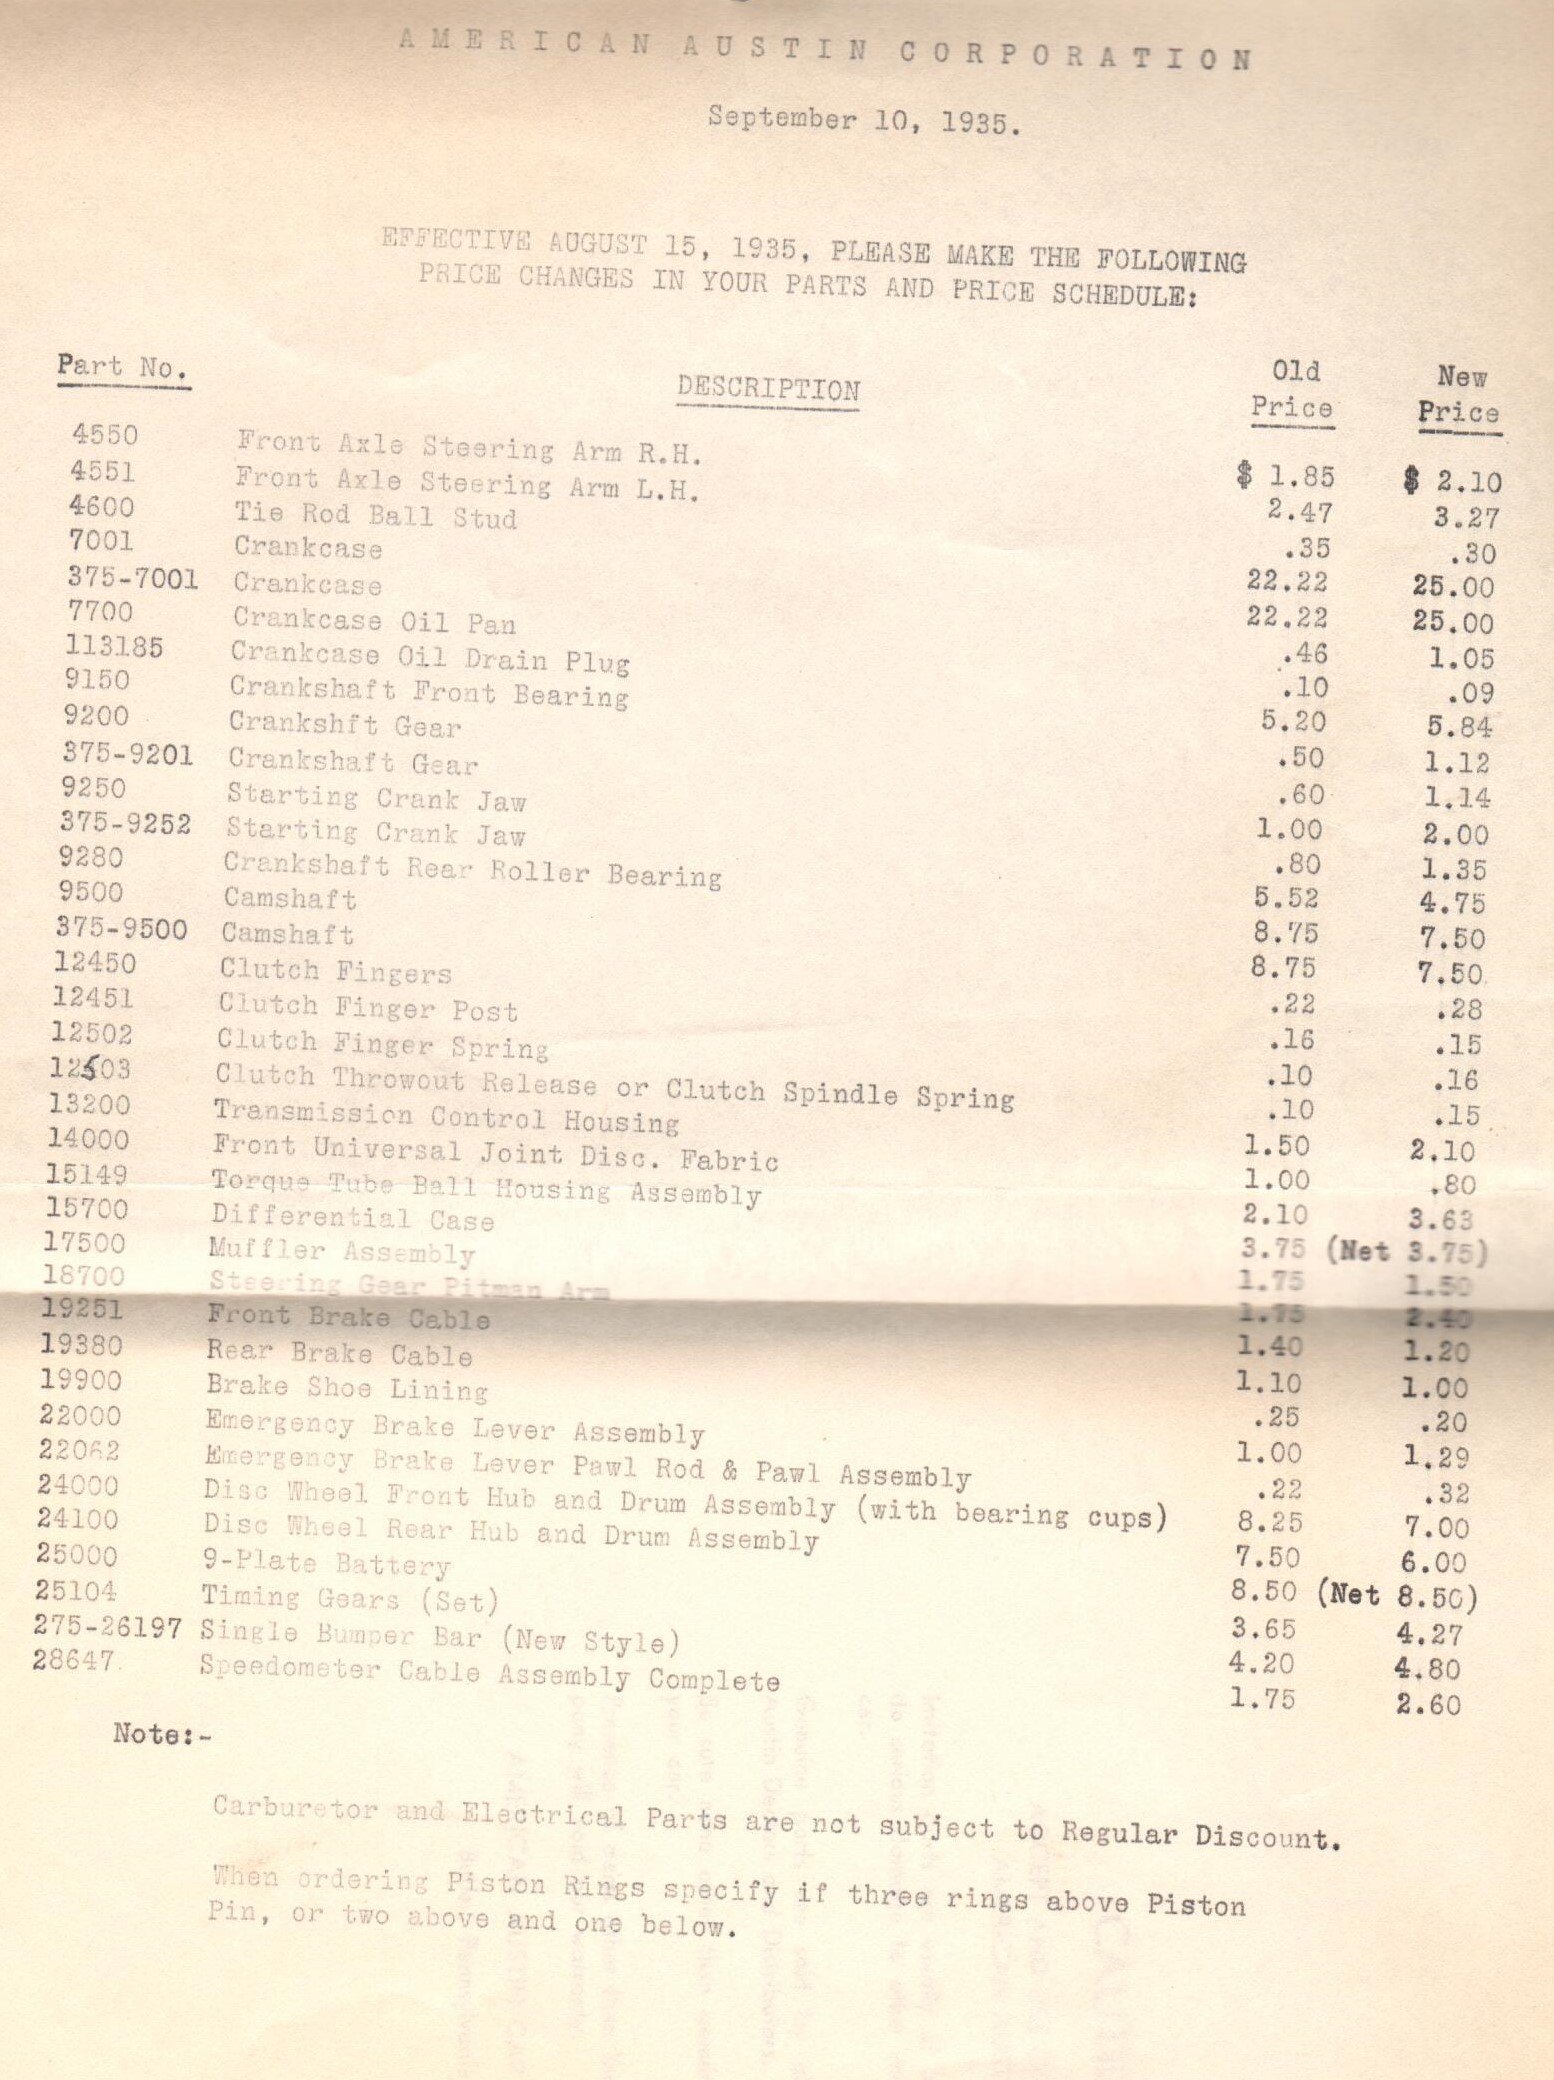 AMERICAN AUSTIN CORPORATION
September 10, 1935.
EFFECTIVE AUGUST 15, 1935, PLEASE MAKE THE FOLLOWING
PRICE CHANGES IN YOUR PARTS AND PRICE SCHEDULE:
Part No. DESCRIPTION Old Price New Price
4550 Front Axle Steering Arm R.H. $ 1.85 $ 2.10
4551 Front Axle Steering Arm L.H. 2.47 3.27
4600 Tie Rod Ball Stud .35 .30
7001 Crankcase 22.22 25.00
375-7001 Crankcase 22.22 25.00
7700 Crankcase Oil Pan .46 1.05
113185 Crankcase Oil Drain Plug .10 .09
9150 Crankshaft Front Bearing 5.20 5.84
9200 Crankshft Gear .50 1.12
375-9201 Crankshaft Gear .60 1.14
9250 Starting Crank Jaw 1.00 2.00
375-9252 Starting Crank Jaw .80 1.35
9280 Crankshaft Rear Roller Bearing 5.52 4.75
9500 Camshaft 8.75 7.50
375-9500 Camshaft 8.75 7.50
12450 Clutch Fingers .22 .28
12451 Clutch Finger Post .16 .15
12502 Clutch Finger Spring .10 .16
12503 Clutch Throwout Release or Clutch Spindle Spring .10 .15
13200 Transmission Control Housing 1.50 2.10
14000 Front Universal Joint Disc. Fabric 1.00 .80
15149 Torque Tube Ball Housing Assembly 2.10 3.63
15700 Differential Case 3.75 (Net 3.75)
17500 Muffler Assembly 1.75 1.50
18700 Steering Gear Pitman Arm 1.75 2.40
19251 Front Brake Cable 1.40 1.20
19380 Rear Brake Cable 1.10 1.00
19900 Brake Shoe Lining .25 .20
22000 Emergency Brake Lever Assembly 1.00 1.29
22062 Emergency Brake Lever Pawl Rod & Pawl Assembly .22 .32
24000 Disc Wheel Front Hub and Drum Assembly (with bearing cups) 8.25 7.00
24100 Disc Wheel Rear Hub and Drum Assembly 7.50 6.00
25000 9-Plate Battery 8.50 (Net 8.50)
25104 Timing Gears (Set) 3.65 4.27
275-26197 Single Bumper Bar (New Style) 4.20 4.80
28647 Speedometer Cable Assembly Complete 1.75 2.60
Note:-
Carburetor and Electrical Parts are not subject to Regular Discount.
When ordering Piston Rings specify if three rings above Piston
Pin, or two above and one below.